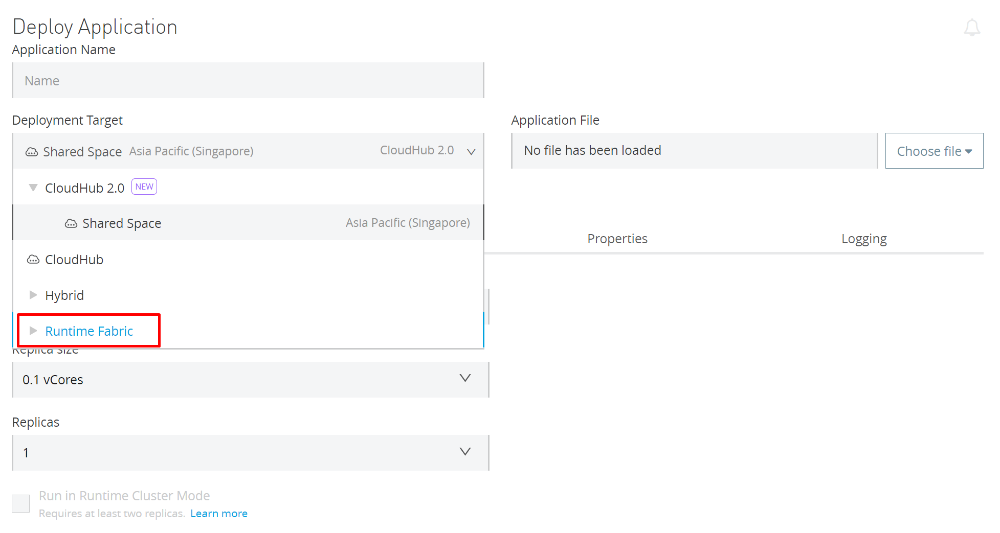 Deploy Application
Application Name
Name
Deployment Target
Application File
Shared Space Asia Pacific (Singapore) CloudHub 2.0
No file has been loaded
Choose file
CloudHub 2.0 NEW
Shared Space Asia Pacific (Singapore)
Properties
Logging
CloudHub
Hybrid
Runtime Fabric
Replica size
0.1 vCores
Replicas
1
Run in Runtime Cluster Mode
Requires at least two replicas. Learn more